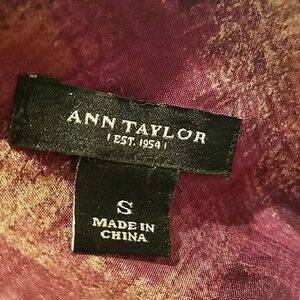 ANN TAYLOR
| EST. 1954 |
S
MADE IN
CHINA